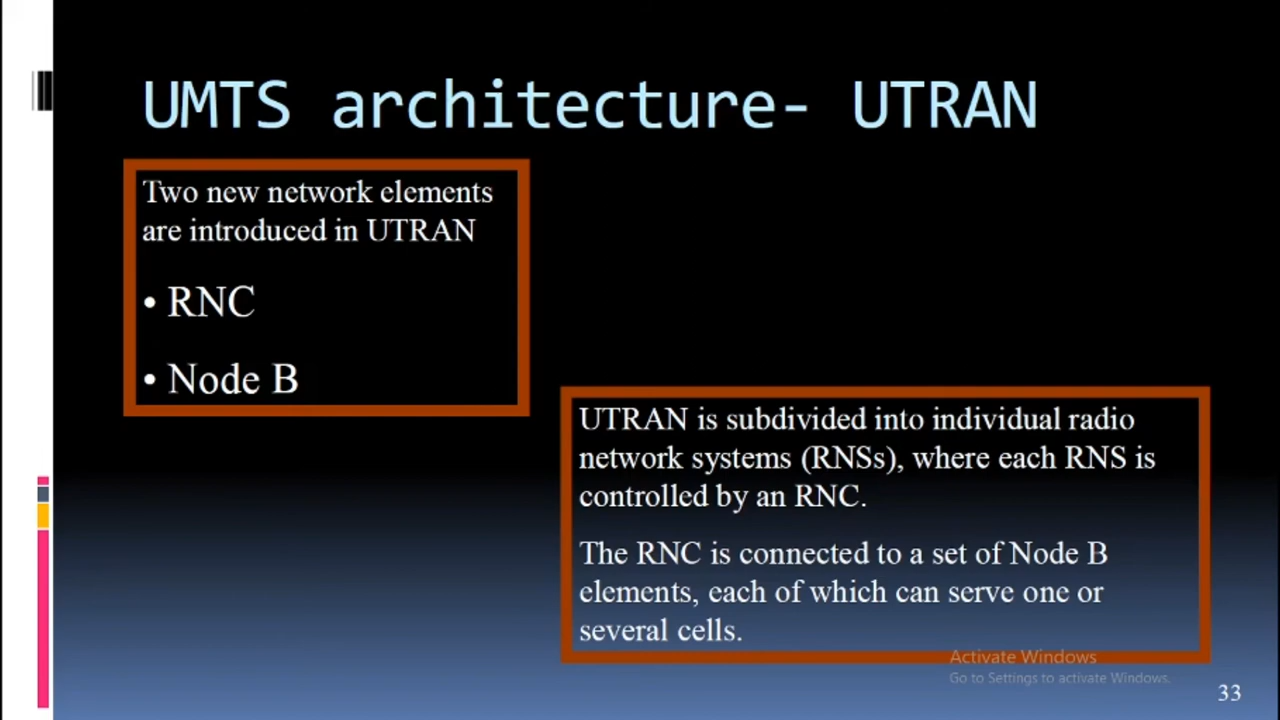 UMTS architecture- UTRAN
Two new network elements
are introduced in UTRAN
• RNC
• Node B
UTRAN is subdivided into individual radio
network systems (RNSs), where each RNS is
controlled by an RNC.
The RNC is connected to a set of Node B
elements, each of which can serve one or
several cells.
Activate Windows
Go to Settings to activate Windows.
33